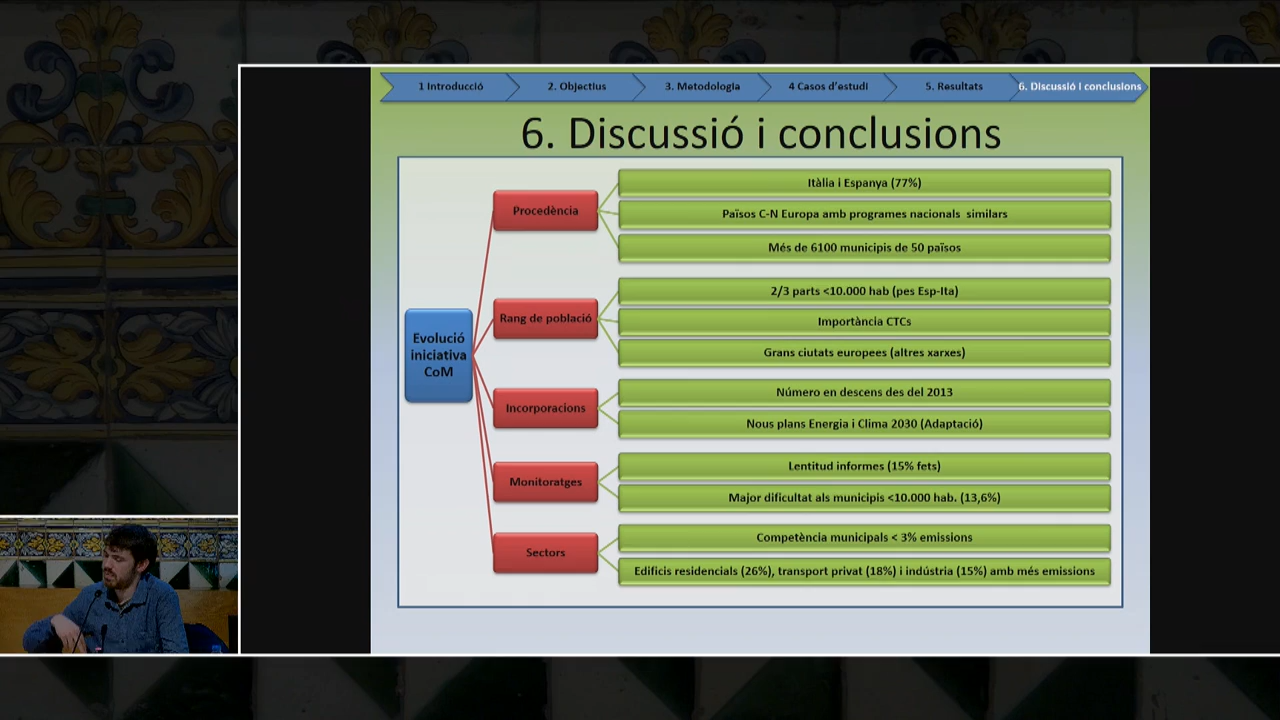 1 Introducció
2. Objectius
3. Metodologia
4 Casos d'estudi
5. Resultats
6. Discussió i conclusions
6. Discussió i conclusions
Evolució
iniciativa
CoM
Procedència
Itàlia i Espanya (77%)
Països C-N Europa amb programes nacionals similars
Més de 6100 municipis de 50 països
Rang de població
2/3 parts <10.000 hab (pes Esp-Ita)
Importància CTCs
Grans ciutats europees (altres xarxes)
Incorporacions
Número en descens des del 2013
Nous plans Energia i Clima 2030 (Adaptació)
Monitoratges
Lentitud informes (15% fets)
Major dificultat als municipis <10.000 hab. (13,6%)
Sectors
Competència municipals < 3% emissions
Edificis residencials (26%), transport privat (18%) i indústria (15%) amb més emissions